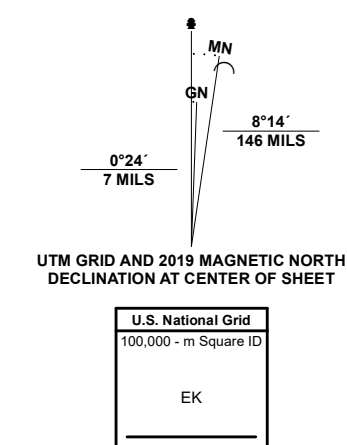 MN
GN
8°14´
146 MILS
0°24´
7 MILS
UTM GRID AND 2019 MAGNETIC NORTH
DECLINATION AT CENTER OF SHEET
U.S. National Grid
100,000 - m Square ID
EK